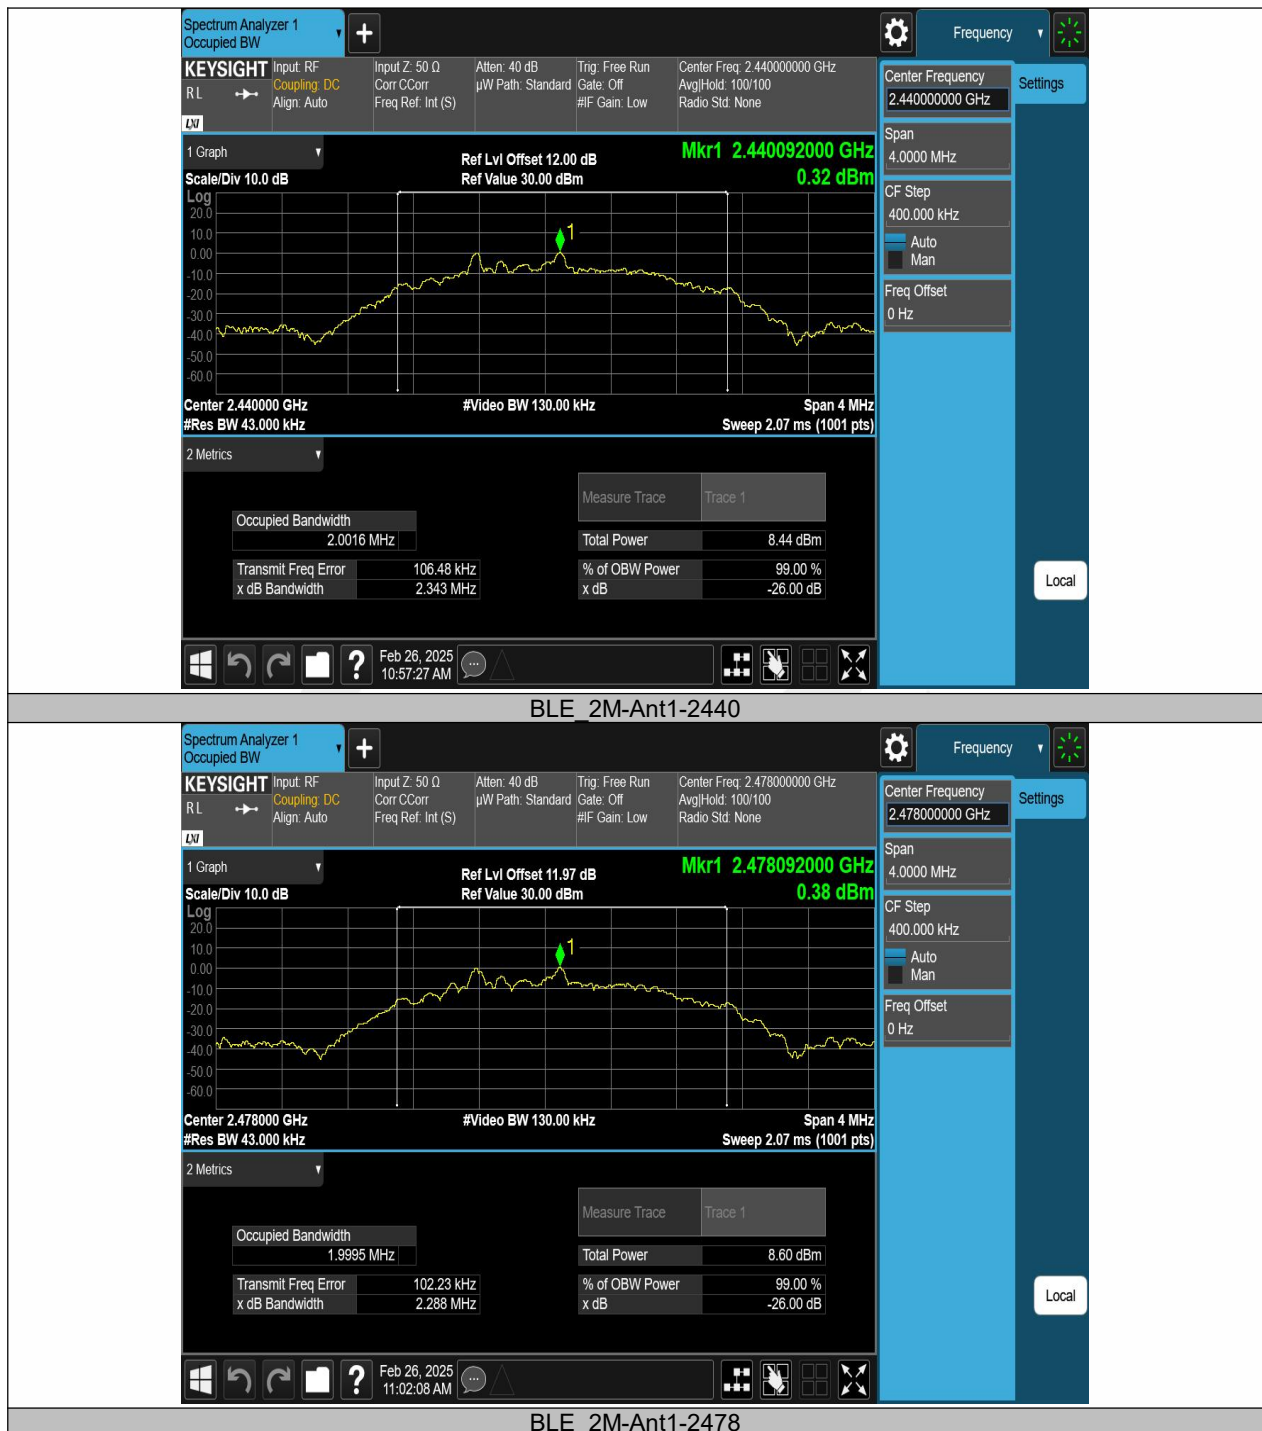 Spectrum Analyzer 1
Occupied BW
Frequency
KEYSIGHT
R L
LXI
Input: RF
Coupling: DC
Align: Auto
Input Z: 50 Ω
Corr CCorr
Freq Ref: Int (S)
Atten: 40 dB
µW Path: Standard
Trig: Free Run
Gate: Off
#IF Gain: Low
Center Freq: 2.440000000 GHz
Avg|Hold: 100/100
Radio Std: None
Center Frequency
2.440000000 GHz
Settings
Span
4.0000 MHz
CF Step
400.000 kHz
Auto
Man
Freq Offset
0 Hz
Local
1 Graph
Scale/Div 10.0 dB
Ref Lvl Offset 12.00 dB
Ref Value 30.00 dBm
Mkr1 2.440092000 GHz
0.32 dBm
Log
20.0
10.0
0.00
-10.0
-20.0
-30.0
-40.0
-50.0
-60.0
1
Center 2.440000 GHz
#Res BW 43.000 kHz
#Video BW 130.00 kHz
Span 4 MHz
Sweep 2.07 ms (1001 pts)
2 Metrics
Measure Trace Trace 1
Occupied Bandwidth
2.0016 MHz
Total Power 8.44 dBm
Transmit Freq Error 106.48 kHz
% of OBW Power 99.00 %
x dB Bandwidth 2.343 MHz
x dB -26.00 dB
?
Feb 26, 2025
10:57:27 AM
BLE_2M-Ant1-2440
Spectrum Analyzer 1
Occupied BW
Frequency
KEYSIGHT
R L
LXI
Input: RF
Coupling: DC
Align: Auto
Input Z: 50 Ω
Corr CCorr
Freq Ref: Int (S)
Atten: 40 dB
µW Path: Standard
Trig: Free Run
Gate: Off
#IF Gain: Low
Center Freq: 2.478000000 GHz
Avg|Hold: 100/100
Radio Std: None
Center Frequency
2.478000000 GHz
Settings
Span
4.0000 MHz
CF Step
400.000 kHz
Auto
Man
Freq Offset
0 Hz
Local
1 Graph
Scale/Div 10.0 dB
Ref Lvl Offset 11.97 dB
Ref Value 30.00 dBm
Mkr1 2.478092000 GHz
0.38 dBm
Log
20.0
10.0
0.00
-10.0
-20.0
-30.0
-40.0
-50.0
-60.0
1
Center 2.478000 GHz
#Res BW 43.000 kHz
#Video BW 130.00 kHz
Span 4 MHz
Sweep 2.07 ms (1001 pts)
2 Metrics
Measure Trace Trace 1
Occupied Bandwidth
1.9995 MHz
Total Power 8.60 dBm
Transmit Freq Error 102.23 kHz
% of OBW Power 99.00 %
x dB Bandwidth 2.288 MHz
x dB -26.00 dB
?
Feb 26, 2025
11:02:08 AM
BLE_2M-Ant1-2478